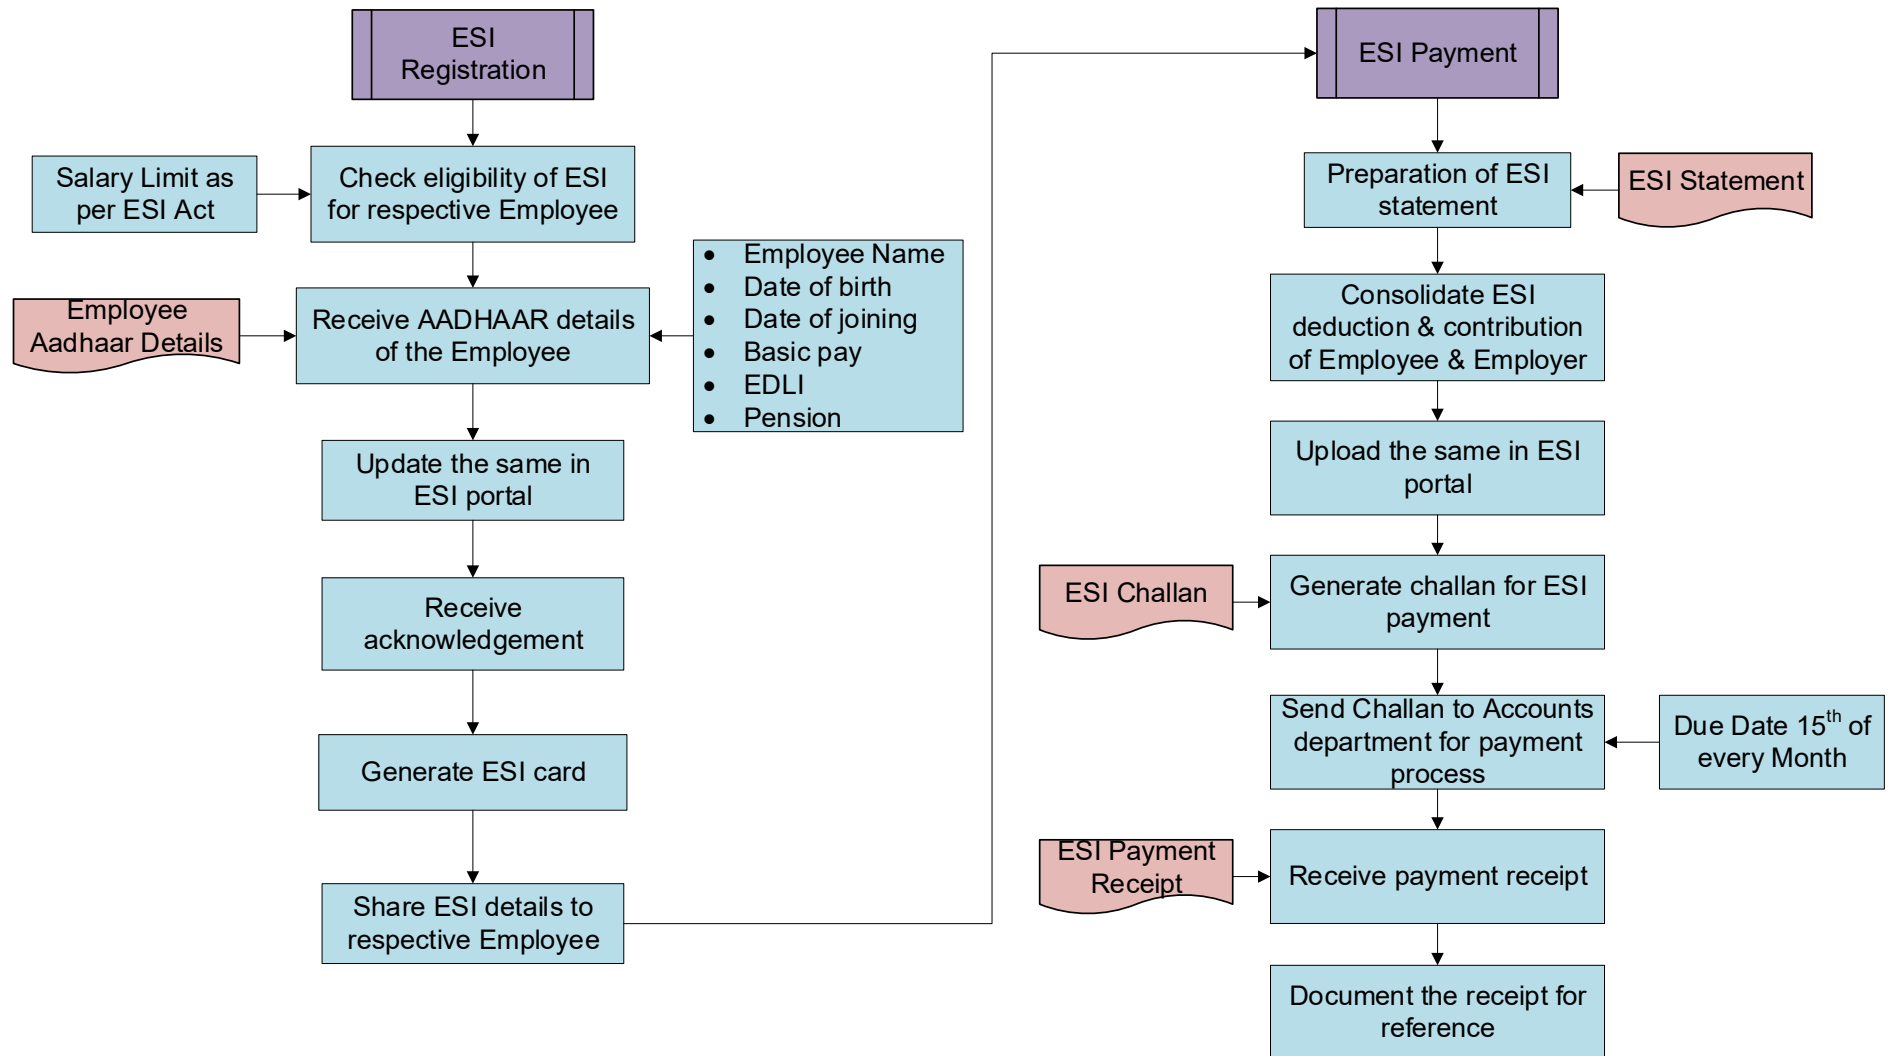 ESI
Registration
Salary Limit as
per ESI Act
Check eligibility of ESI
for respective Employee
Employee
Aadhaar Details
Receive AADHAAR details
of the Employee
• Employee Name
• Date of birth
• Date of joining
• Basic pay
• EDLI
• Pension
Update the same in
ESI portal
Receive
acknowledgement
Generate ESI card
Share ESI details to
respective Employee
ESI Payment
Preparation of ESI
statement
ESI Statement
Consolidate ESI
deduction & contribution
of Employee & Employer
Upload the same in ESI
portal
ESI Challan
Generate challan for ESI
payment
Send Challan to Accounts
department for payment
process
Due Date 15th of
every Month
ESI Payment
Receipt
Receive payment receipt
Document the receipt for
reference